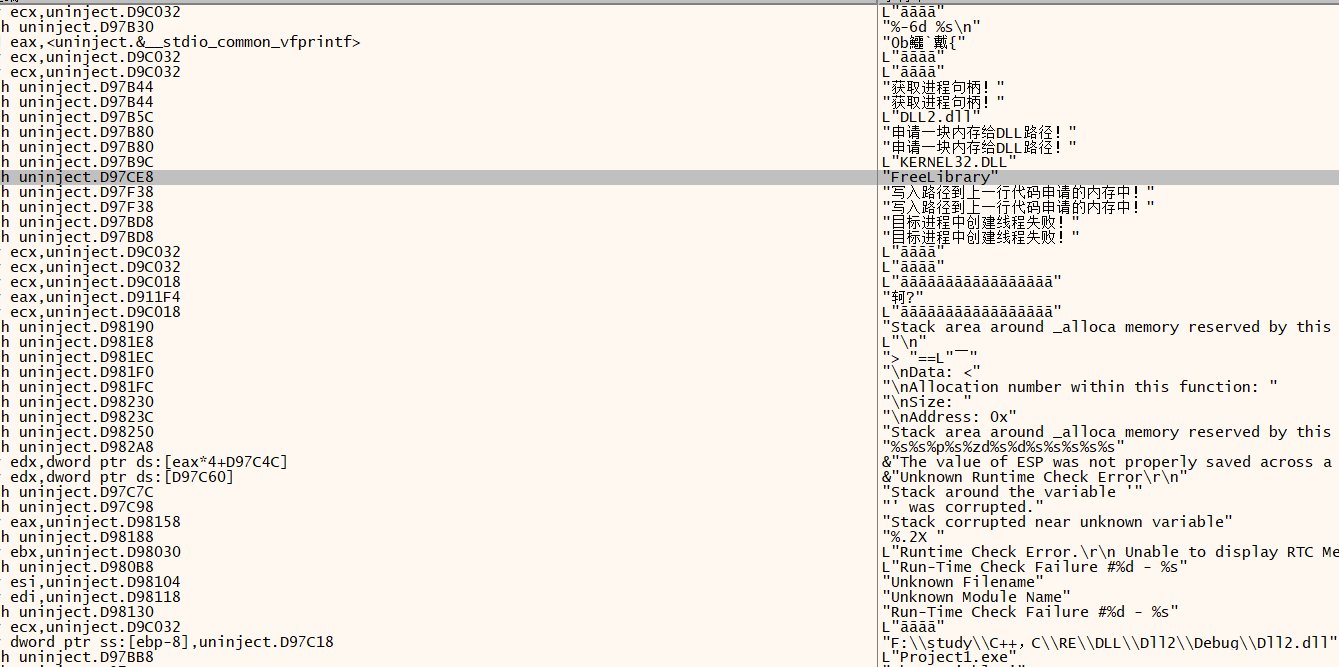 ecx,uninject.D9C032 L"āāāā"
h uninject.D97B30 "%-6d %s\n"
eax,<uninject.&__stdio_common_vfprintf> "Ob鱷`戴{"
ecx,uninject.D9C032 L"āāāā"
ecx,uninject.D9C032 L"āāāā"
h uninject.D97B44 "获取进程句柄！"
h uninject.D97B44 "获取进程句柄！"
h uninject.D97B5C L"DLL2.dll"
h uninject.D97B80 "申请一块内存给DLL路径！"
h uninject.D97B80 "申请一块内存给DLL路径！"
h uninject.D97B9C L"KERNEL32.DLL"
h uninject.D97CE8 "FreeLibrary"
h uninject.D97F38 "写入路径到上一行代码申请的内存中！"
h uninject.D97F38 "写入路径到上一行代码申请的内存中！"
h uninject.D97BD8 "目标进程中创建线程失败！"
h uninject.D97BD8 "目标进程中创建线程失败！"
ecx,uninject.D9C032 L"āāāā"
ecx,uninject.D9C032 L"āāāā"
ecx,uninject.D9C018 L"āāāāāāāāāāāāāāāāā"
eax,uninject.D911F4 "轲?"
ecx,uninject.D9C018 L"āāāāāāāāāāāāāāāāā"
h uninject.D98190 "Stack area around _alloca memory reserved by this
h uninject.D981E8 L"\n"
h uninject.D981EC "> "==L"‾"
h uninject.D981F0 "\nData: <"
h uninject.D981FC "\nAllocation number within this function: "
h uninject.D98230 "\nSize: "
h uninject.D9823C "\nAddress: 0x"
h uninject.D98250 "Stack area around _alloca memory reserved by this
h uninject.D982A8 "%s%s%p%s%zd%s%d%s%s%s%s%s"
edx,dword ptr ds:[eax*4+D97C4C] &"The value of ESP was not properly saved across a
edx,dword ptr ds:[D97C60] &"Unknown Runtime Check Error\r\n"
h uninject.D97C7C "Stack around the variable '"
h uninject.D97C98 "' was corrupted."
eax,uninject.D98158 "Stack corrupted near unknown variable"
h uninject.D98188 "%.2X "
ebx,uninject.D98030 L"Runtime Check Error.\r\n Unable to display RTC Me
h uninject.D980B8 L"Run-Time Check Failure #%d - %s"
esi,uninject.D98104 "Unknown Filename"
edi,uninject.D98118 "Unknown Module Name"
h uninject.D98130 "Run-Time Check Failure #%d - %s"
ecx,uninject.D9C032 L"āāāā"
dword ptr ss:[ebp-8],uninject.D97C18 "F:\\study\\C++，C\\RE\\DLL\\Dll2\\Debug\\Dll2.dll"
h uninject.D97BB8 L"Project1.exe"